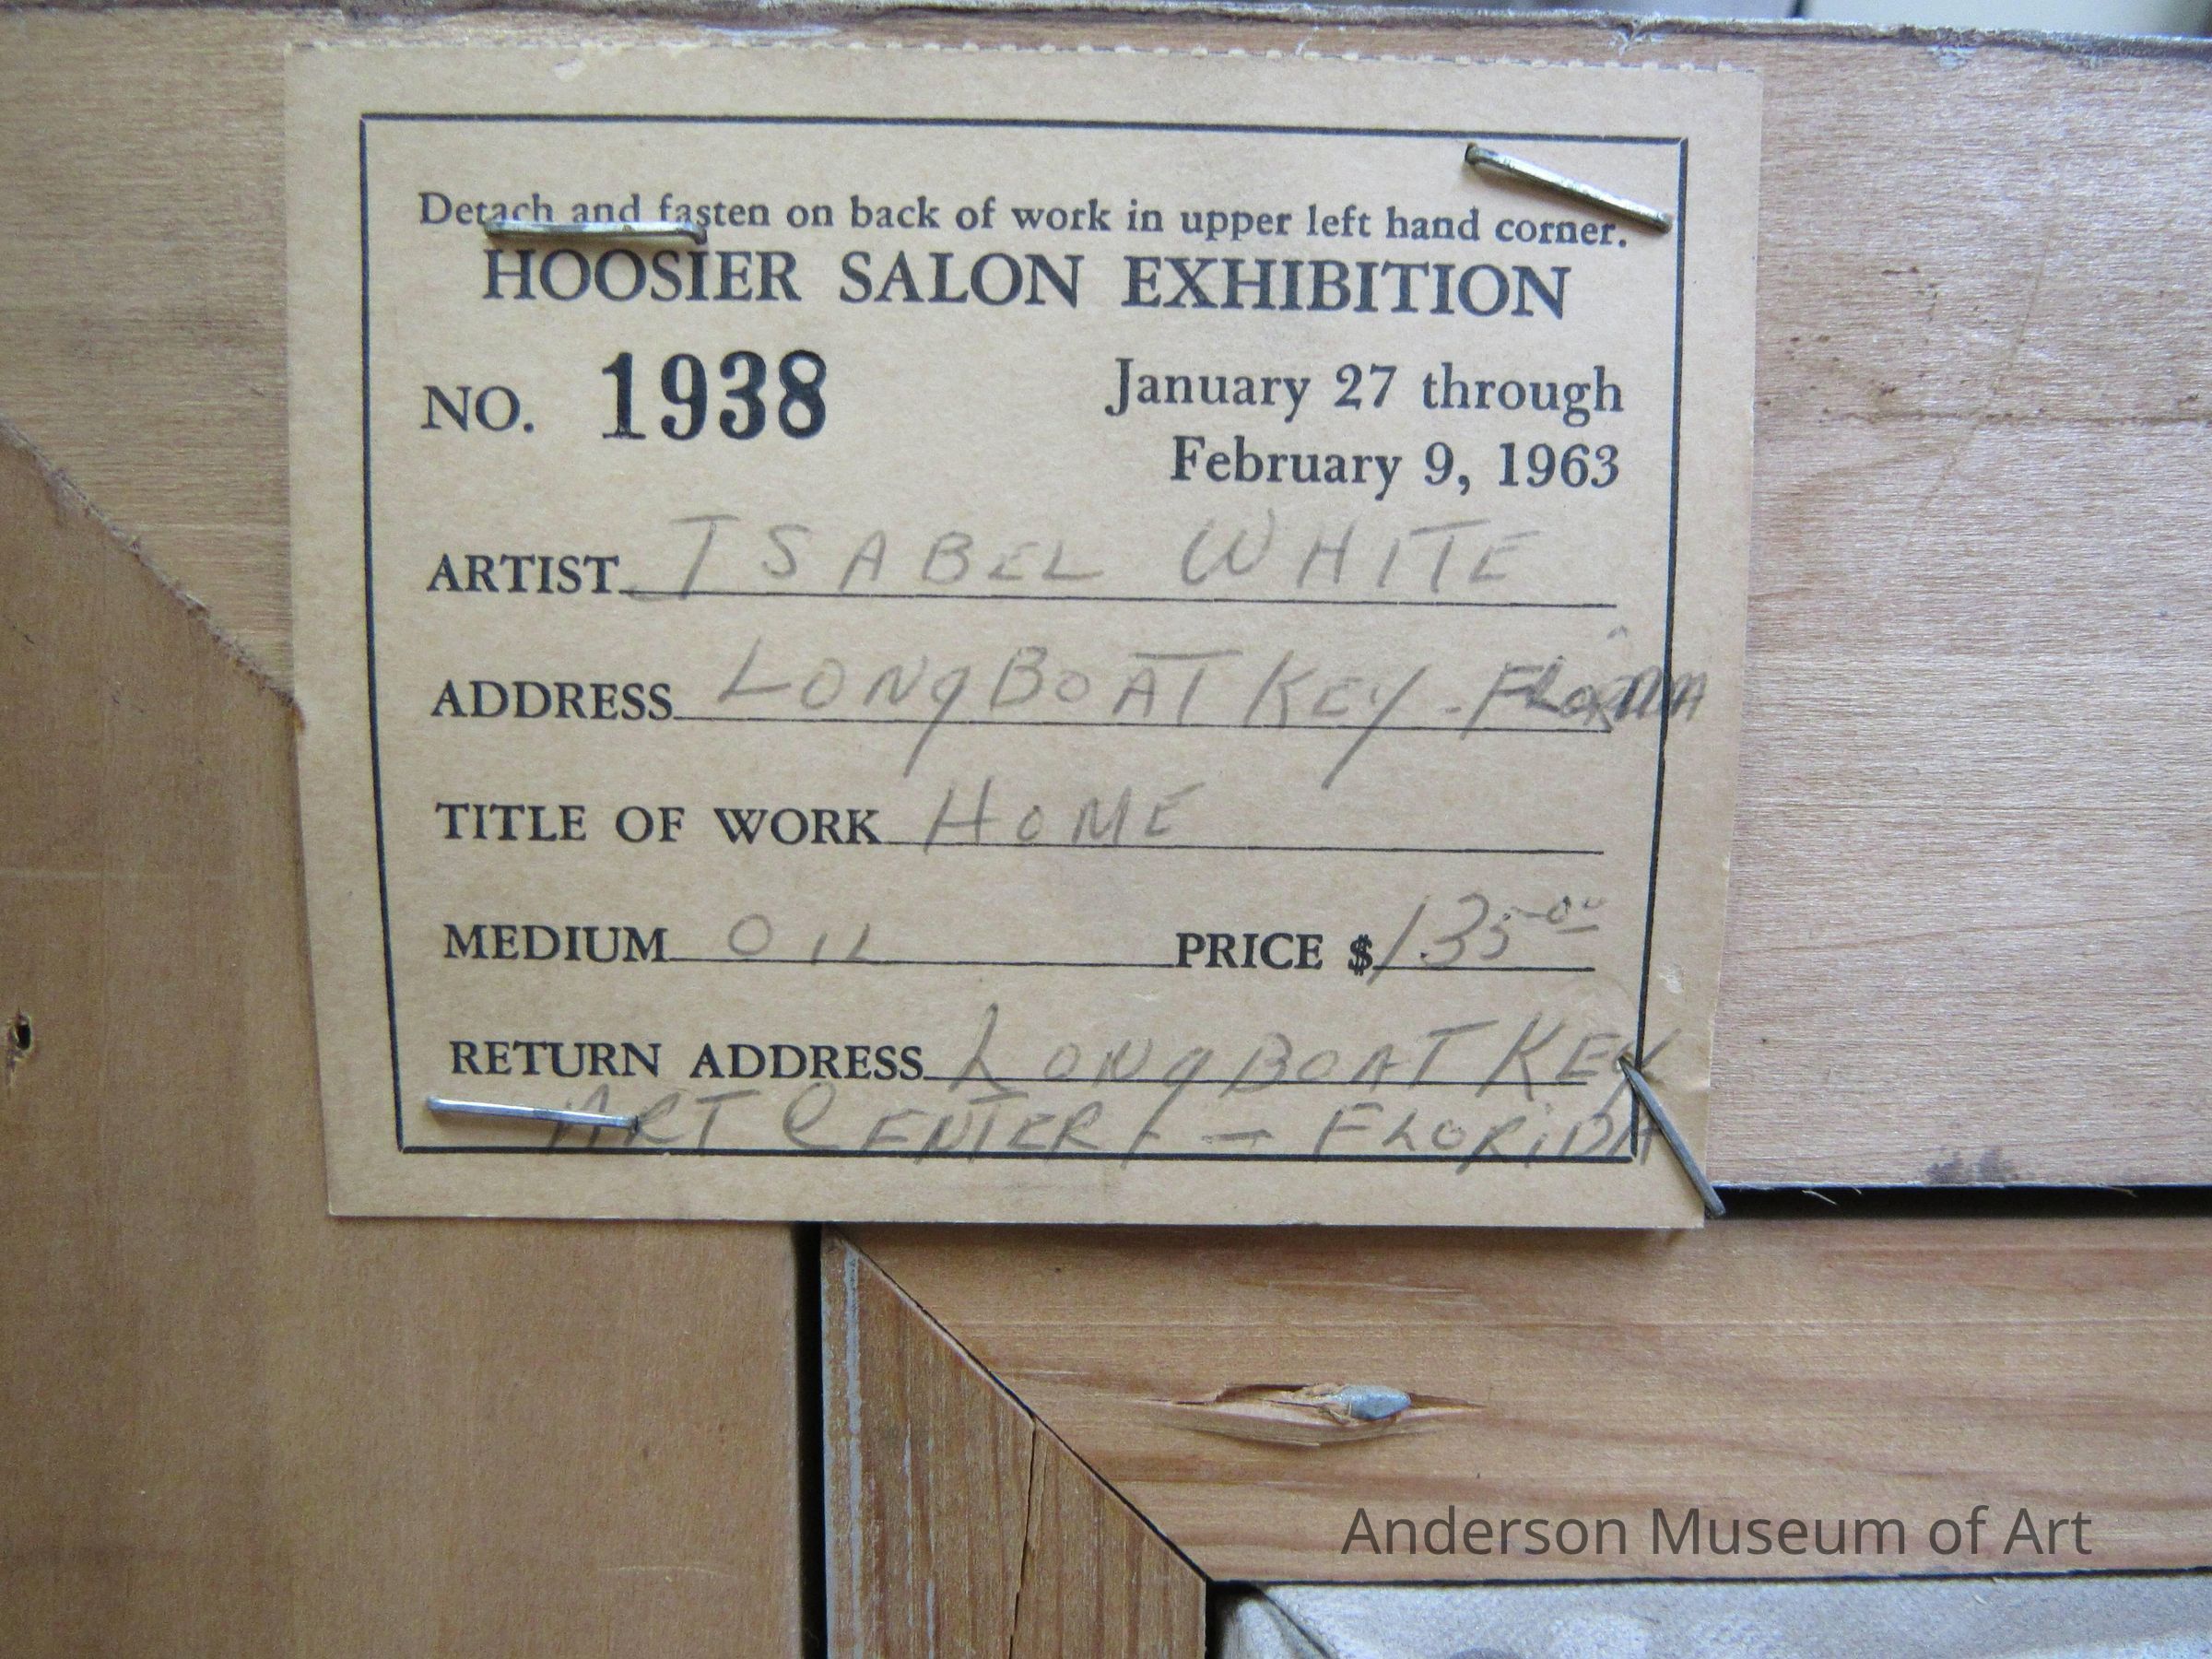 Detach and fasten on back of work in upper left hand corner.
HOOSIER SALON EXHIBITION
NO. 1938 January 27 through
February 9, 1963
ARTIST ISABEL WHITE
ADDRESS LONGBOAT KEY - FLORIDA
TITLE OF WORK HOME
MEDIUM OIL PRICE $135.00
RETURN ADDRESS LONGBOAT KEY
ART CENTER - FLORIDA
Anderson Museum of Art